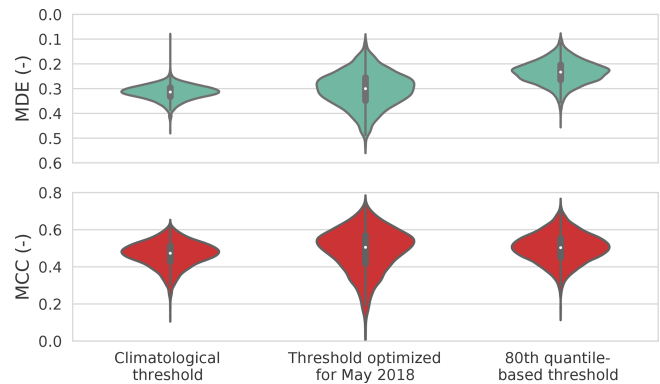 MDE (-)
0.0
0.1
0.2
0.3
0.4
0.5
0.6
MCC (-)
0.8
0.6
0.4
0.2
0.0
Climatological
threshold
Threshold optimized
for May 2018
80th quantile-
based threshold